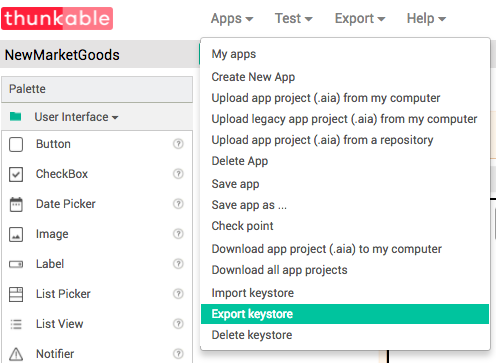 thunkable
Apps Test Export Help
NewMarketGoods
Palette
User Interface
Button
CheckBox
Date Picker
Image
Label
List Picker
List View
Notifier
My apps
Create New App
Upload app project (.aia) from my computer
Upload legacy app project (.aia) from my computer
Upload app project (.aia) from a repository
Delete App
Save app
Save app as ...
Check point
Download app project (.aia) to my computer
Download all app projects
Import keystore
Export keystore
Delete keystore